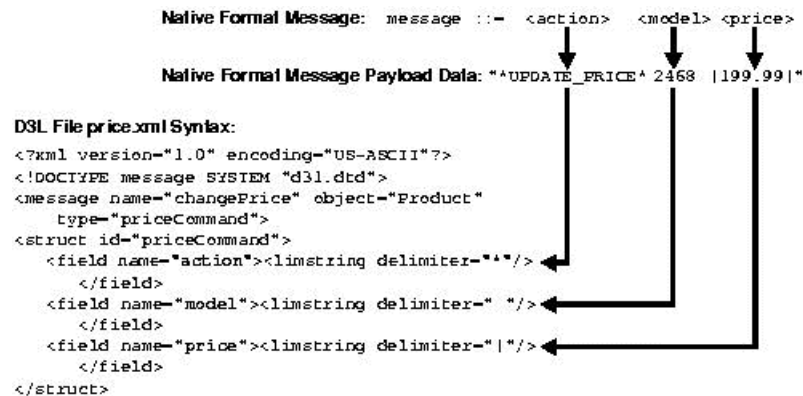 Native Format Message: message ::= <action> <model> <price>
Native Format Message Payload Data: "*UPDATE_PRICE* 2468 |199.99|"
D3L File price.xml Syntax:
<?xml version="1.0" encoding="US-ASCII"?>
<!DOCTYPE message SYSTEM "d3l.dtd">
<message name="changePrice" object="Product"
type="priceCommand">
<struct id="priceCommand">
<field name="action"><limstring delimiter="*"/>
</field>
<field name="model"><limstring delimiter=" "/>
</field>
<field name="price"><limstring delimiter="|"/>
</field>
</struct>